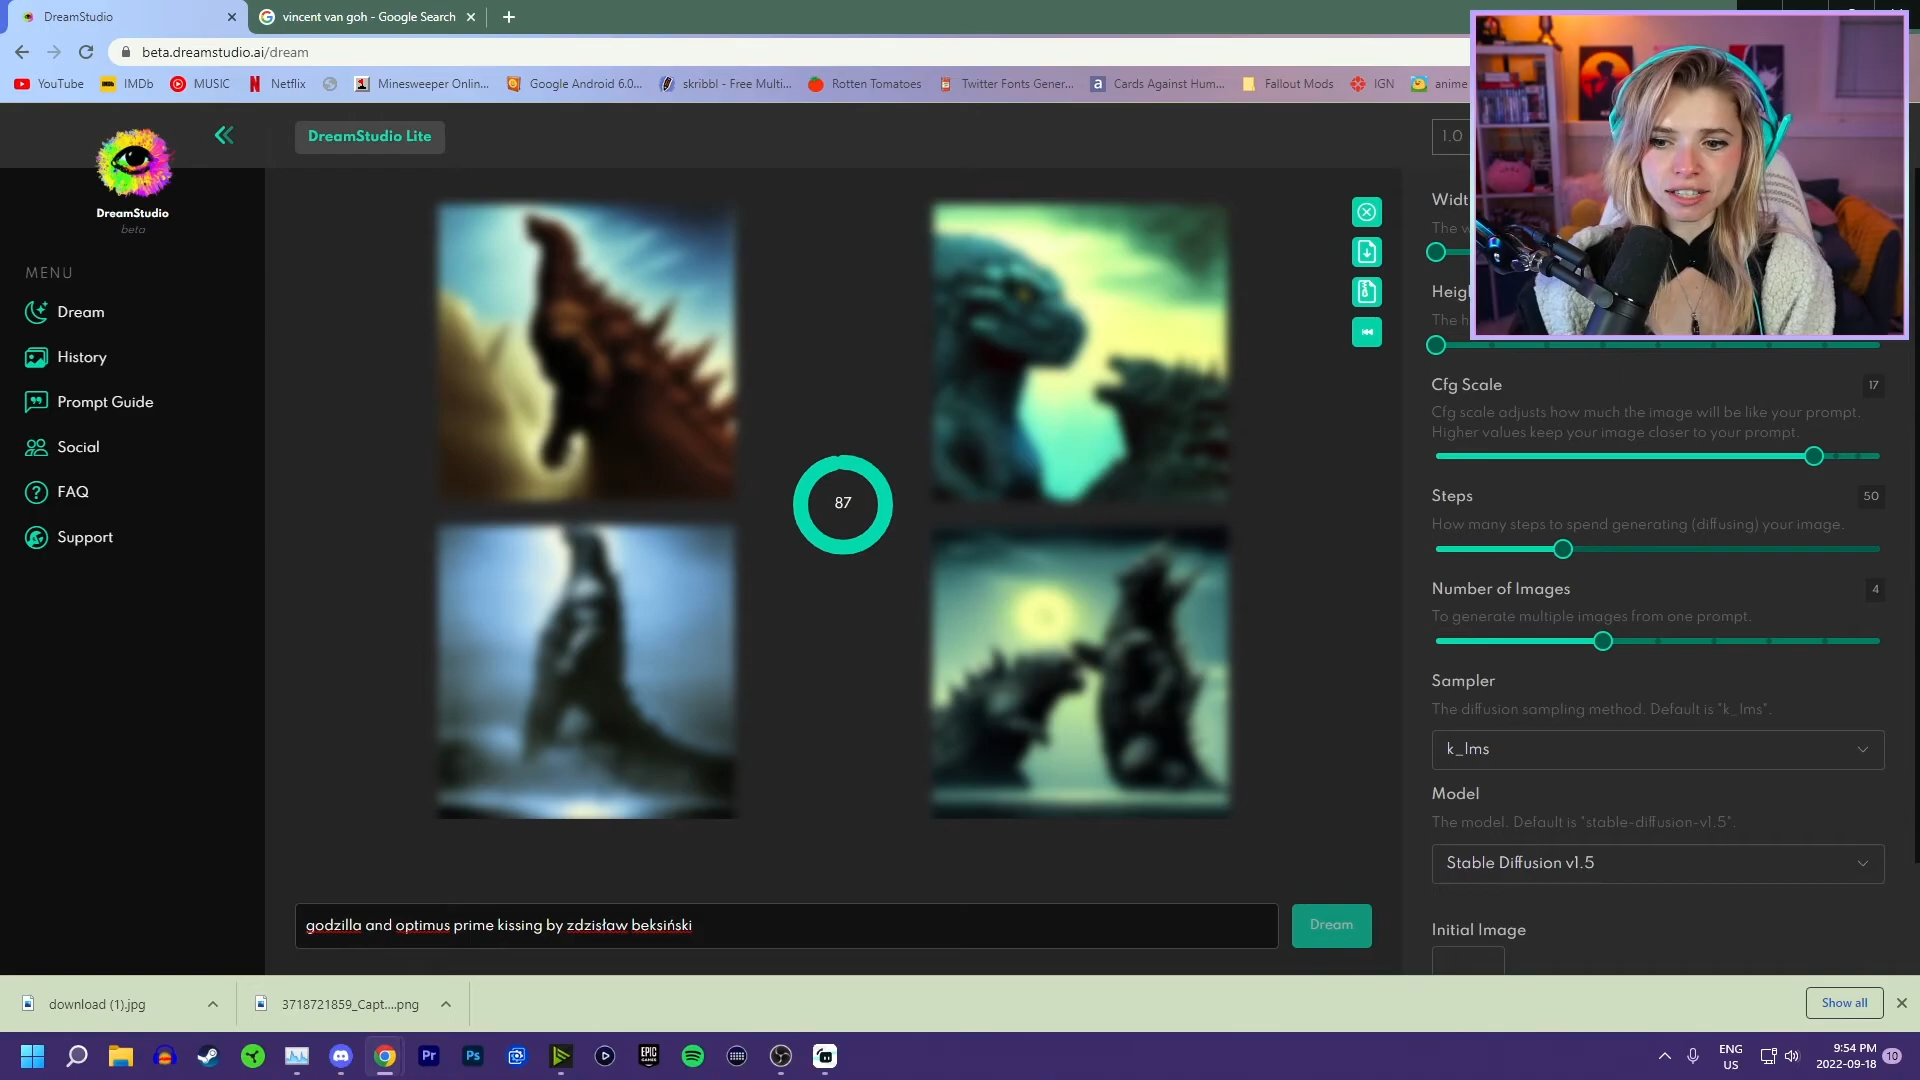 DreamStudio
vincent van goh - Google Search
beta.dreamstudio.ai/dream
YouTube
IMDb
MUSIC
Netflix
Minesweeper Onlin...
Google Android 6.0...
skribbl - Free Multi...
Rotten Tomatoes
Twitter Fonts Gener...
Cards Against Hum...
Fallout Mods
IGN
anime
DreamStudio
beta
DreamStudio Lite
MENU
Dream
History
Prompt Guide
Social
FAQ
Support
87
godzilla and optimus prime kissing by zdzisław beksiński
Dream
1.0
Widt
The w
Heigh
The h
Cfg Scale
17
Cfg scale adjusts how much the image will be like your prompt.
Higher values keep your image closer to your prompt.
Steps
50
How many steps to spend generating (diffusing) your image.
Number of Images
4
To generate multiple images from one prompt.
Sampler
The diffusion sampling method. Default is "k_lms".
k_lms
Model
The model. Default is "stable-diffusion-v1.5".
Stable Diffusion v1.5
Initial Image
download (1).jpg
3718721859_Capt....png
Show all
Pr
Ps
EPIC
GAMES
ENG
US
9:54 PM
2022-09-18
10